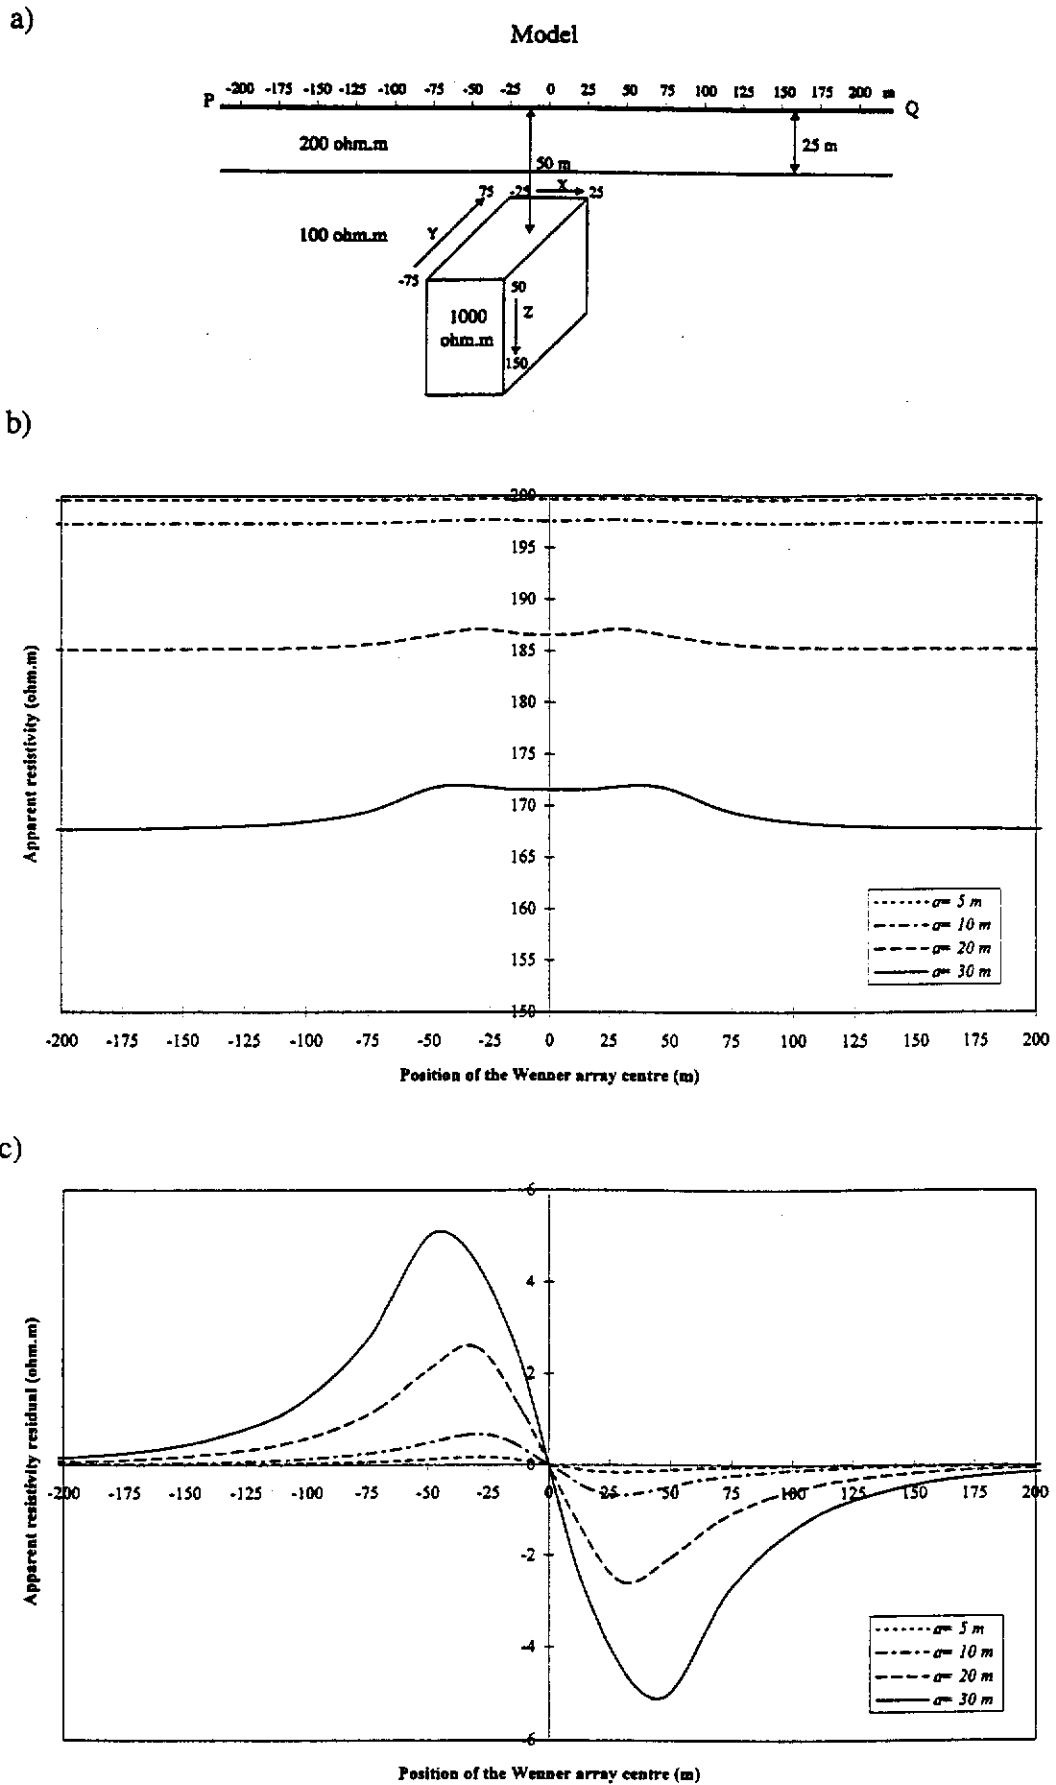 a)
Model
P -200 -175 -150 -125 -100 -75 -50 -25 0 25 50 75 100 125 150 175 200 m Q
200 ohm.m
25 m
50 m
75 -25 X 25
100 ohm.m
Y
-75
50
Z
1000
ohm.m
150
b)
Apparent resistivity (ohm.m)
200
195
190
185
180
175
170
165
160
155
150
a= 5 m
a= 10 m
a= 20 m
a= 30 m
-200 -175 -150 -125 -100 -75 -50 -25 0 25 50 75 100 125 150 175 200
Position of the Wenner array centre (m)
c)
Apparent resistivity residual (ohm.m)
6
4
2
0
-200 -175 -150 -125 -100 -75 -50 -25 0 25 50 75 100 125 150 175 200
-2
-4
-6
a= 5 m
a= 10 m
a= 20 m
a= 30 m
Position of the Wenner array centre (m)